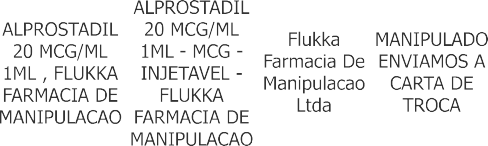 ALPROSTADIL
20 MCG/ML
1ML , FLUKKA
FARMACIA DE
MANIPULACAO
ALPROSTADIL
20 MCG/ML
1ML - MCG -
INJETAVEL -
FLUKKA
FARMACIA DE
MANIPULACAO
Flukka
Farmacia De
Manipulacao
Ltda
MANIPULADO
ENVIAMOS A
CARTA DE
TROCA